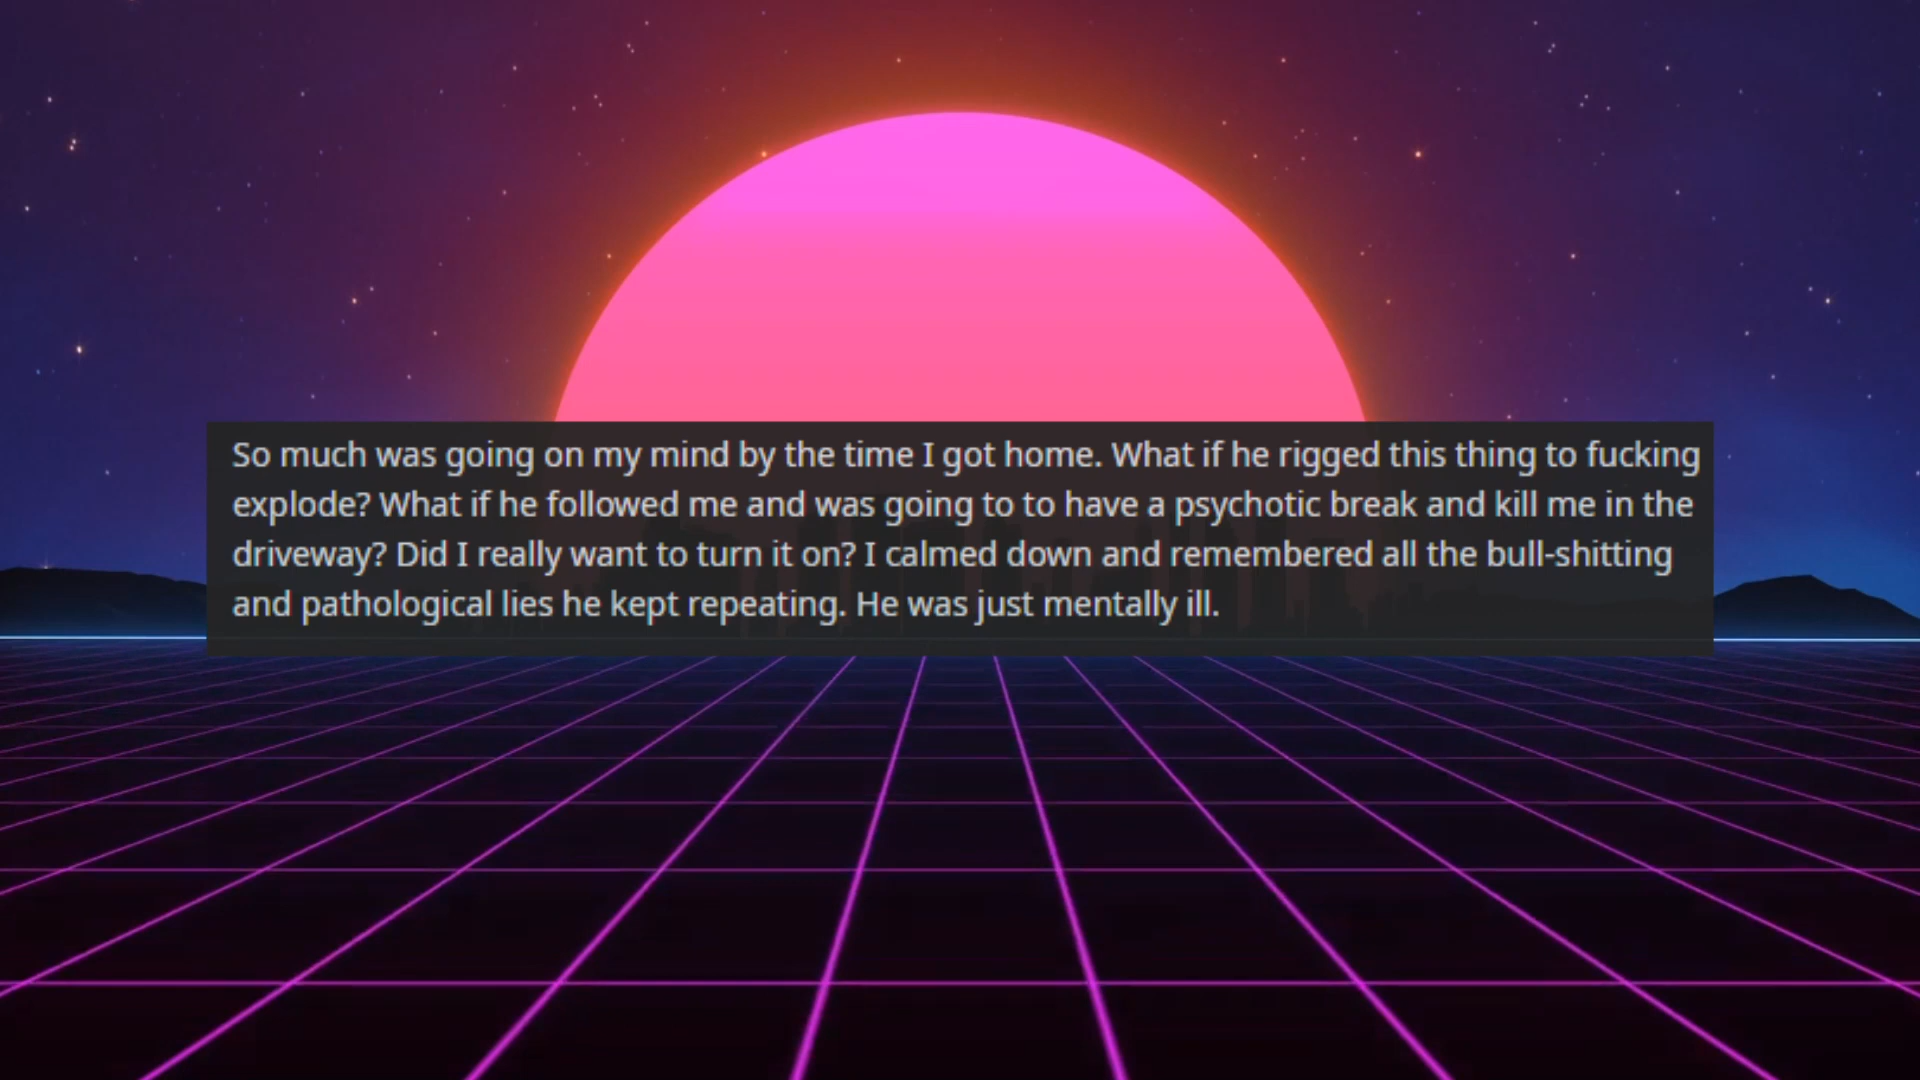 So much was going on my mind by the time I got home. What if he rigged this thing to fucking
explode? What if he followed me and was going to to have a psychotic break and kill me in the
driveway? Did I really want to turn it on? I calmed down and remembered all the bull-shitting
and pathological lies he kept repeating. He was just mentally ill.